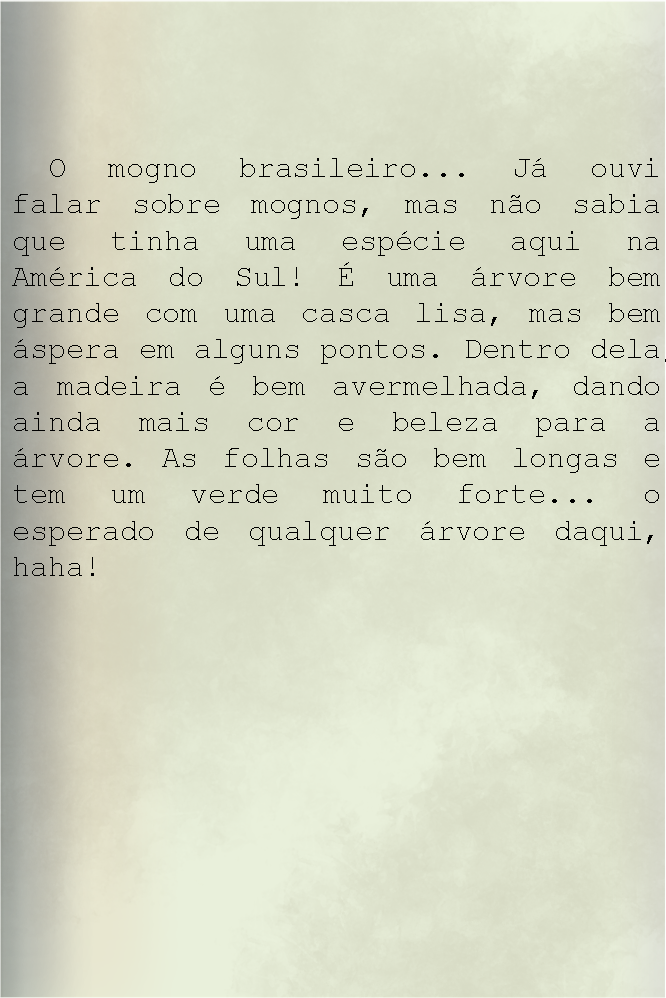 O mogno brasileiro... Já ouvi
falar sobre mognos, mas não sabia
que tinha uma espécie aqui na
América do Sul! É uma árvore bem
grande com uma casca lisa, mas bem
áspera em alguns pontos. Dentro dela,
a madeira é bem avermelhada, dando
ainda mais cor e beleza para a
árvore. As folhas são bem longas e
tem um verde muito forte... o
esperado de qualquer árvore daqui,
haha!